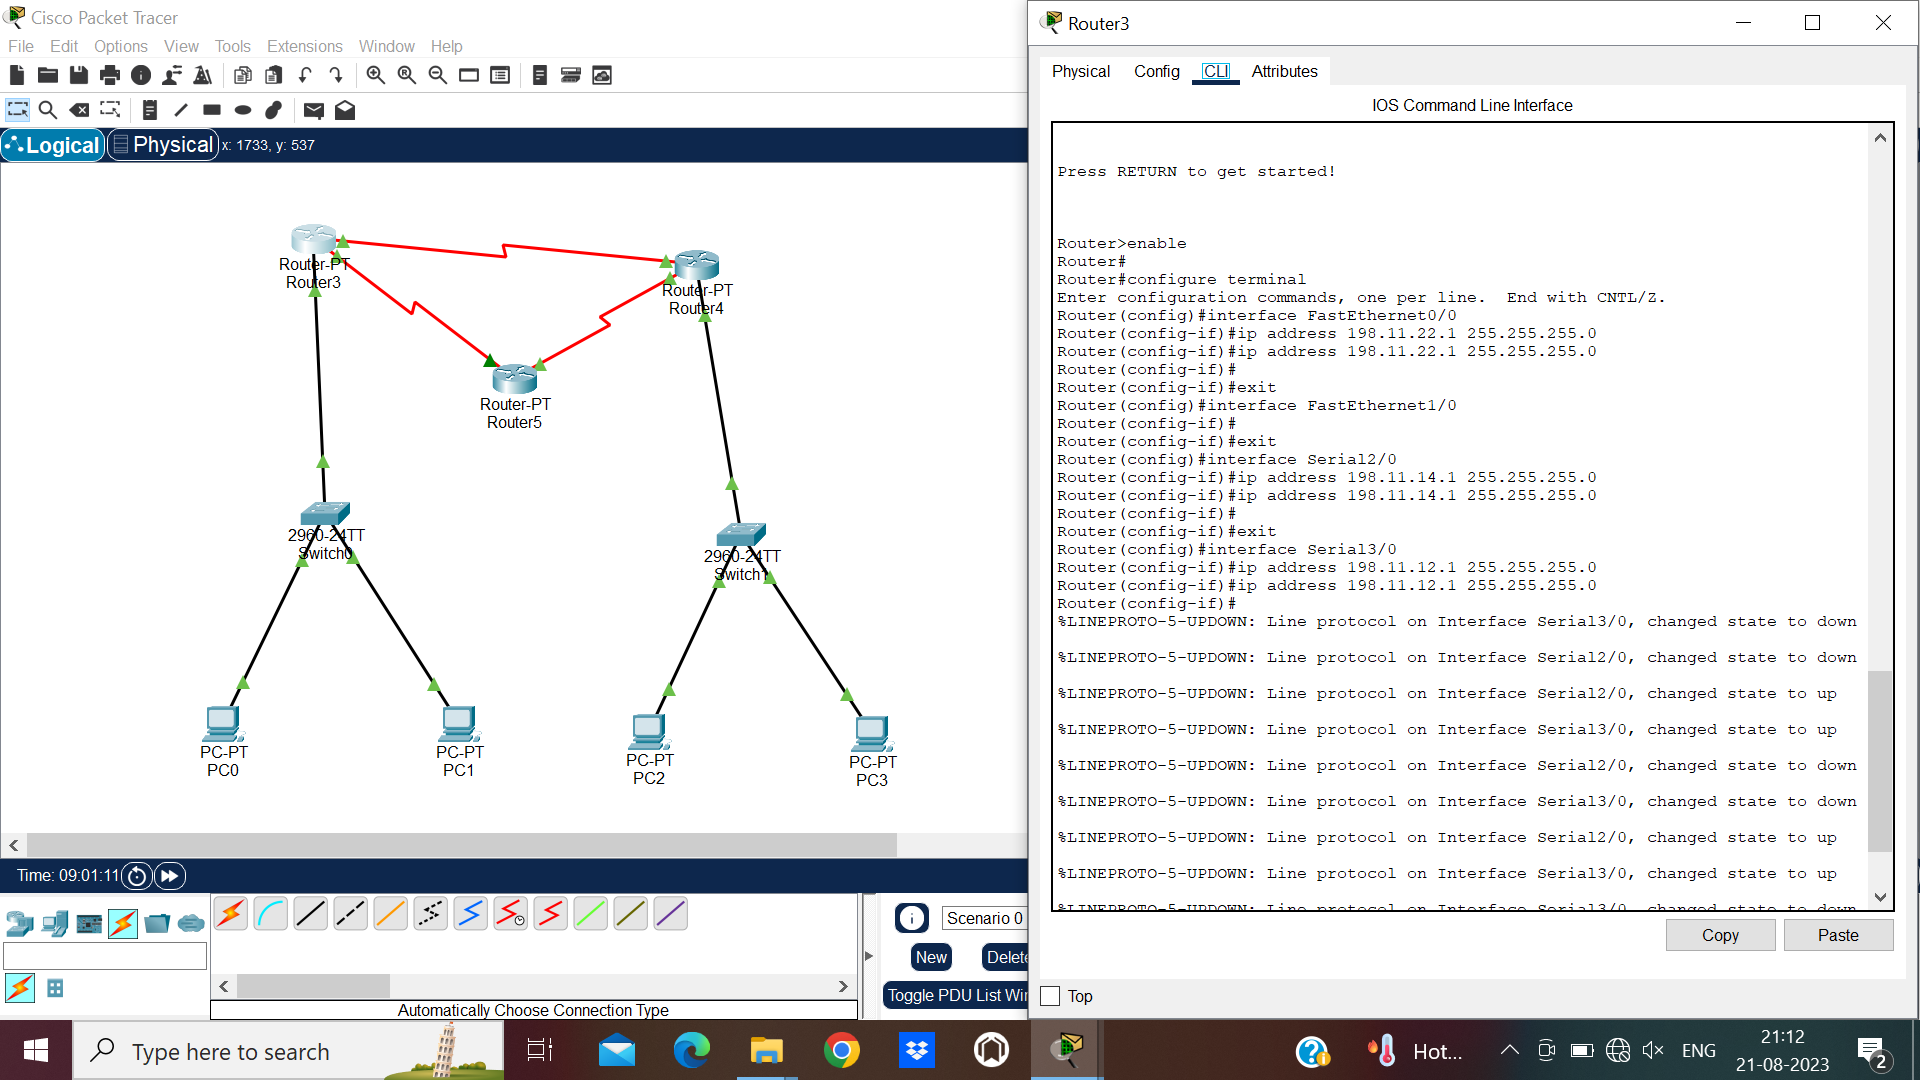 Cisco Packet Tracer
File Edit Options View Tools Extensions Window Help
Logical Physical x: 1733, y: 537
Router-PT
Router3
Router-PT
Router4
Router-PT
Router5
2960-24TT
Switch0
2960-24TT
Switch1
PC-PT
PC0
PC-PT
PC1
PC-PT
PC2
PC-PT
PC3
Time: 09:01:11
Scenario 0
New Delete
Toggle PDU List Wi
Automatically Choose Connection Type
Router3
Physical Config CLI Attributes
IOS Command Line Interface
Press RETURN to get started!
Router>enable
Router#
Router#configure terminal
Enter configuration commands, one per line.  End with CNTL/Z.
Router(config)#interface FastEthernet0/0
Router(config-if)#ip address 198.11.22.1 255.255.255.0
Router(config-if)#ip address 198.11.22.1 255.255.255.0
Router(config-if)#
Router(config-if)#exit
Router(config)#interface FastEthernet1/0
Router(config-if)#
Router(config-if)#exit
Router(config)#interface Serial2/0
Router(config-if)#ip address 198.11.14.1 255.255.255.0
Router(config-if)#ip address 198.11.14.1 255.255.255.0
Router(config-if)#
Router(config-if)#exit
Router(config)#interface Serial3/0
Router(config-if)#ip address 198.11.12.1 255.255.255.0
Router(config-if)#ip address 198.11.12.1 255.255.255.0
Router(config-if)#
%LINEPROTO-5-UPDOWN: Line protocol on Interface Serial3/0, changed state to down
%LINEPROTO-5-UPDOWN: Line protocol on Interface Serial2/0, changed state to down
%LINEPROTO-5-UPDOWN: Line protocol on Interface Serial2/0, changed state to up
%LINEPROTO-5-UPDOWN: Line protocol on Interface Serial3/0, changed state to up
%LINEPROTO-5-UPDOWN: Line protocol on Interface Serial2/0, changed state to down
%LINEPROTO-5-UPDOWN: Line protocol on Interface Serial3/0, changed state to down
%LINEPROTO-5-UPDOWN: Line protocol on Interface Serial2/0, changed state to up
%LINEPROTO-5-UPDOWN: Line protocol on Interface Serial3/0, changed state to up
%LINEPROTO-5-UPDOWN: Line protocol on Interface Serial3/0, changed state to down
Copy Paste
Top
Type here to search
Hot...
ENG
21:12
21-08-2023
2